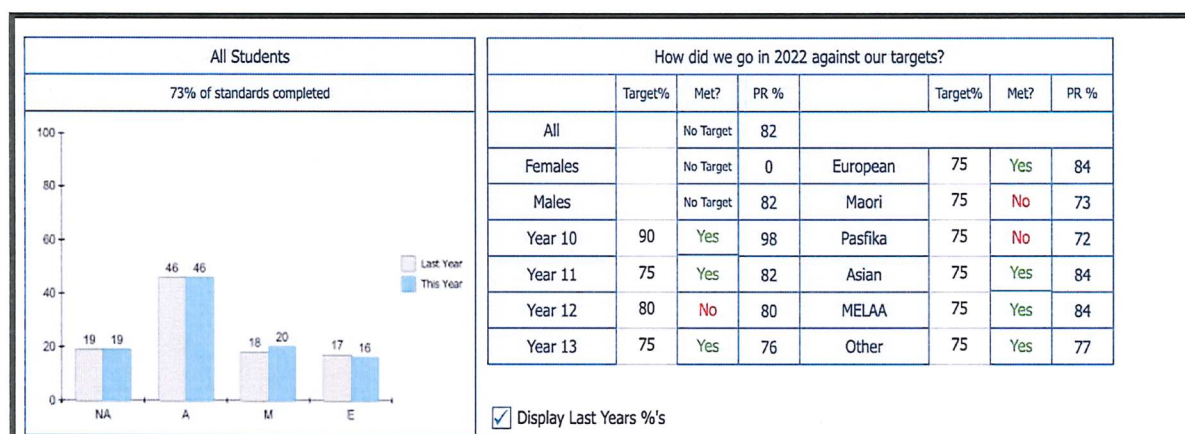 All Students
73% of standards completed
100
80
60
40
20
0
19 19
46 46
18 20
17 16
NA A M E
Last Year
This Year
How did we go in 2022 against our targets?
Target% Met? PR % Target% Met? PR %
All No Target 82
Females No Target 0 European 75 Yes 84
Males No Target 82 Maori 75 No 73
Year 10 90 Yes 98 Pasfika 75 No 72
Year 11 75 Yes 82 Asian 75 Yes 84
Year 12 80 No 80 MELAA 75 Yes 84
Year 13 75 Yes 76 Other 75 Yes 77
Display Last Years %'s